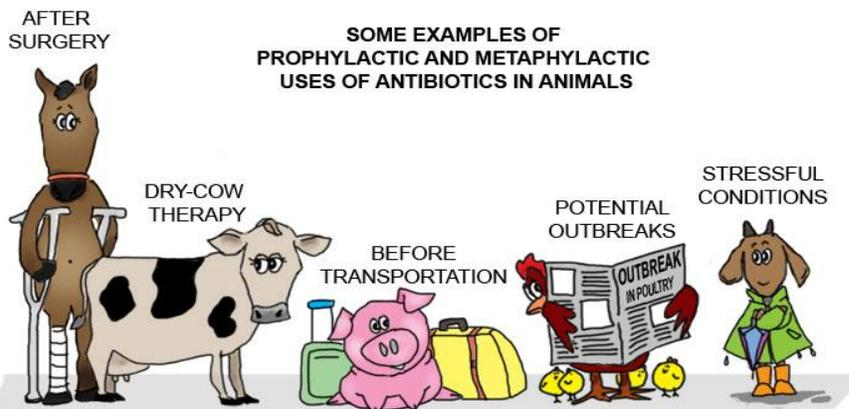 AFTER
SURGERY
SOME EXAMPLES OF
PROPHYLACTIC AND METAPHYLACTIC
USES OF ANTIBIOTICS IN ANIMALS
DRY-COW
THERAPY
BEFORE
TRANSPORTATION
POTENTIAL
OUTBREAKS
OUTBREAK
IN POULTRY
STRESSFUL
CONDITIONS